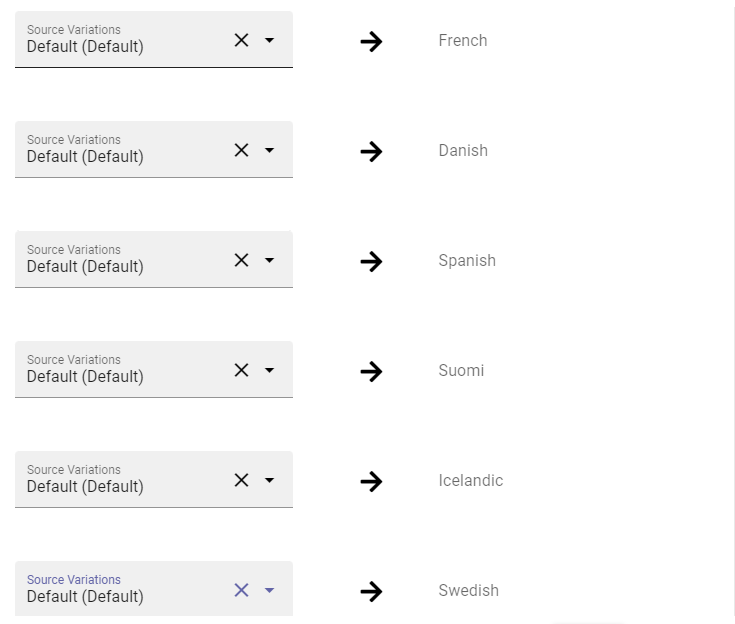 Source Variations
Default (Default)
French
Source Variations
Default (Default)
Danish
Source Variations
Default (Default)
Spanish
Source Variations
Default (Default)
Suomi
Source Variations
Default (Default)
Icelandic
Source Variations
Default (Default)
Swedish